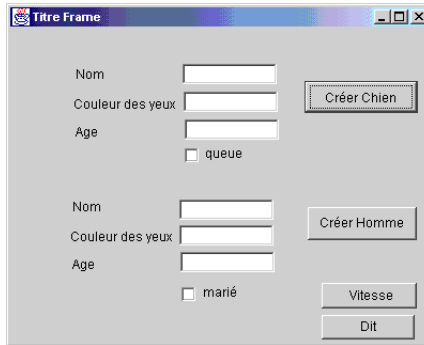 Titre Frame
Nom
Couleur des yeux
Créer Chien
Age
queue
Nom
Couleur des yeux
Créer Homme
Age
marié
Vitesse
Dit